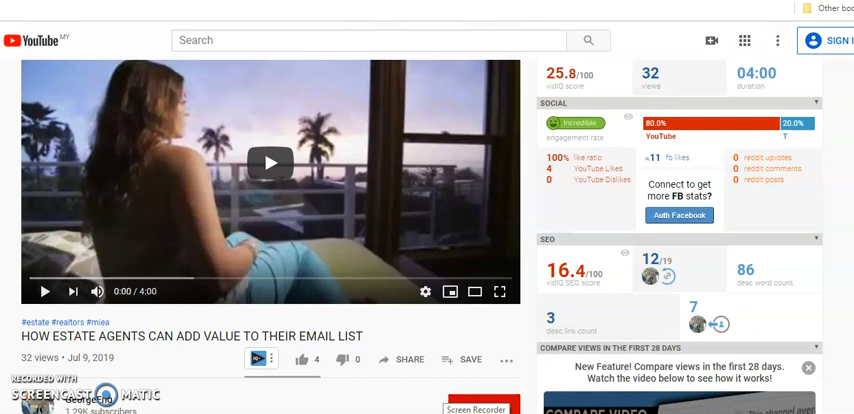 Other boo
YouTube MY
Search
SIGN I
25.8/100
vidIQ score
32
views
04:00
duration
SOCIAL
Incredible
engagement rate
80.0%
20.0%
YouTube
T
100% like ratio
4 YouTube Likes
0 YouTube Dislikes
11 fb likes
Connect to get
more FB stats?
Auth Facebook
0 reddit upvotes
0 reddit comments
0 reddit posts
SEO
16.4/100
vidIQ SEO score
12/19
86
desc word count
3
desc link count
7
COMPARE VIEWS IN THE FIRST 28 DAYS
New Feature! Compare views in the first 28 days.
Watch the video below to see how it works!
COMPARE VIDEO
0:00 / 4:00
#estate #realtors #miea
HOW ESTATE AGENTS CAN ADD VALUE TO THEIR EMAIL LIST
32 views • Jul 9, 2019
4
0
SHARE
SAVE
RECORDED WITH
SCREENCAST MATIC
1.29K subscribers
Screen Recorder